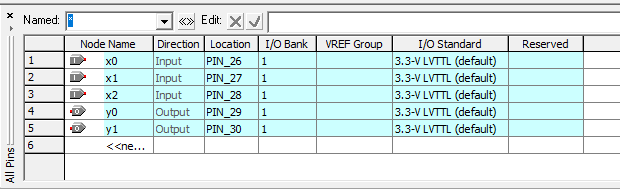 Named: * Edit:
Node Name Direction Location I/O Bank VREF Group I/O Standard Reserved
1 x0 Input PIN_26 1 3.3-V LVTTL (default)
2 x1 Input PIN_27 1 3.3-V LVTTL (default)
3 x2 Input PIN_28 1 3.3-V LVTTL (default)
4 y0 Output PIN_29 1 3.3-V LVTTL (default)
5 y1 Output PIN_30 1 3.3-V LVTTL (default)
6 <<ne...
All Pins